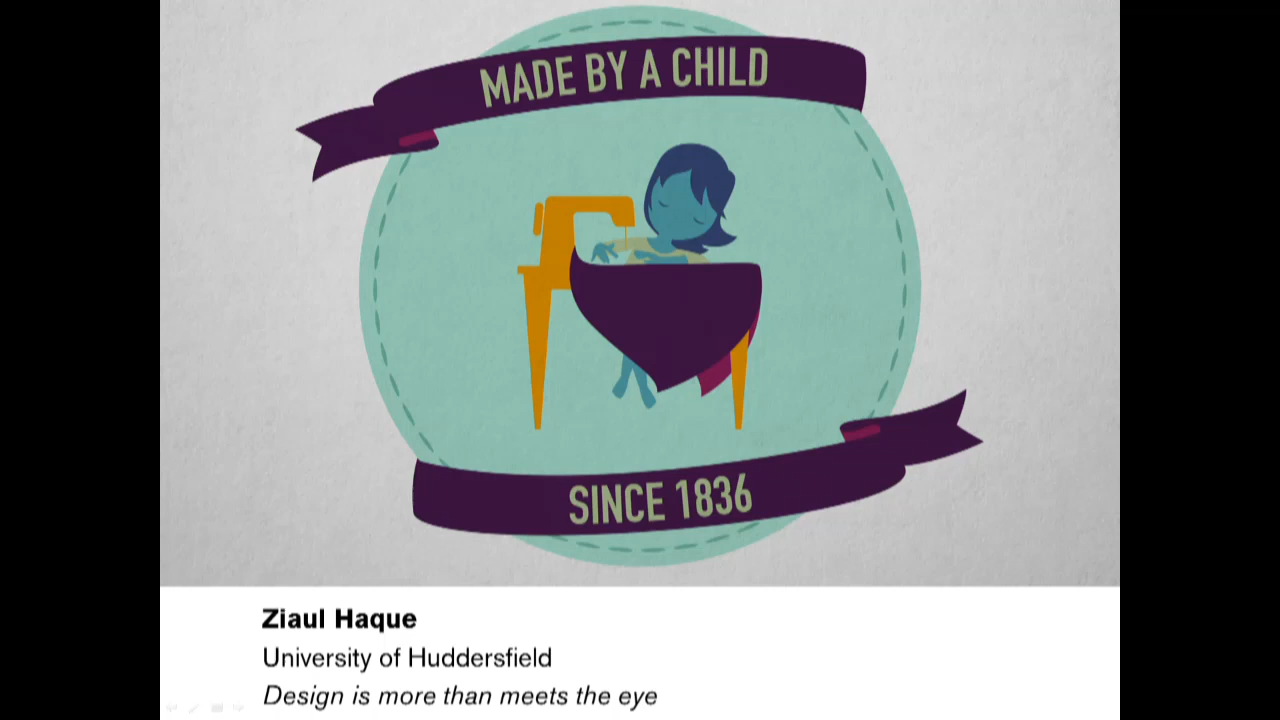 MADE BY A CHILD
SINCE 1836
Ziaul Haque
University of Huddersfield
Design is more than meets the eye